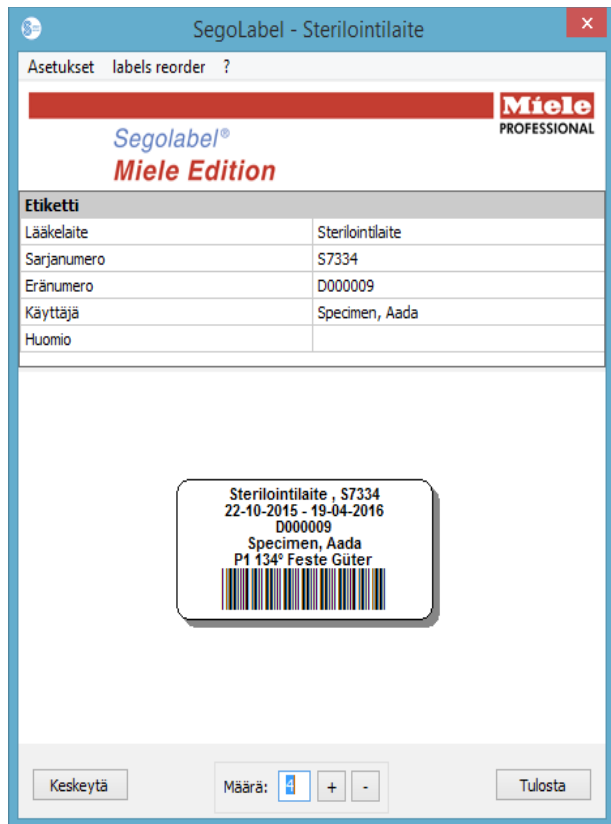 SegoLabel - Sterilointilaite
x
Asetukset labels reorder ?
Miele
PROFESSIONAL
Segolabel®
Miele Edition
Etiketti
Lääkelaite Sterilointilaite
Sarjanumero S7334
Eränumero D000009
Käyttäjä Specimen, Aada
Huomio
Sterilointilaite , S7334
22-10-2015 - 19-04-2016
D000009
Specimen, Aada
P1 134° Feste Güter
Keskeytä Määrä: 4 + - Tulosta